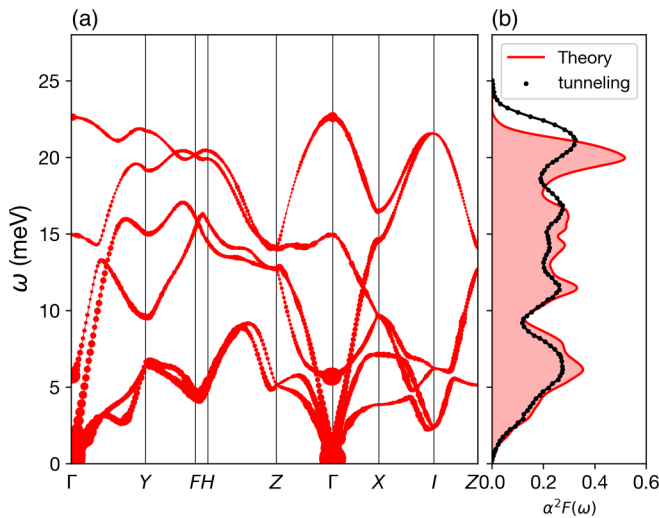 (a)
(b)
Theory
tunneling
ω (meV)
25
20
15
10
5
0
Γ Y F H Z Γ X I Z
0.0 0.2 0.4 0.6
α²F(ω)